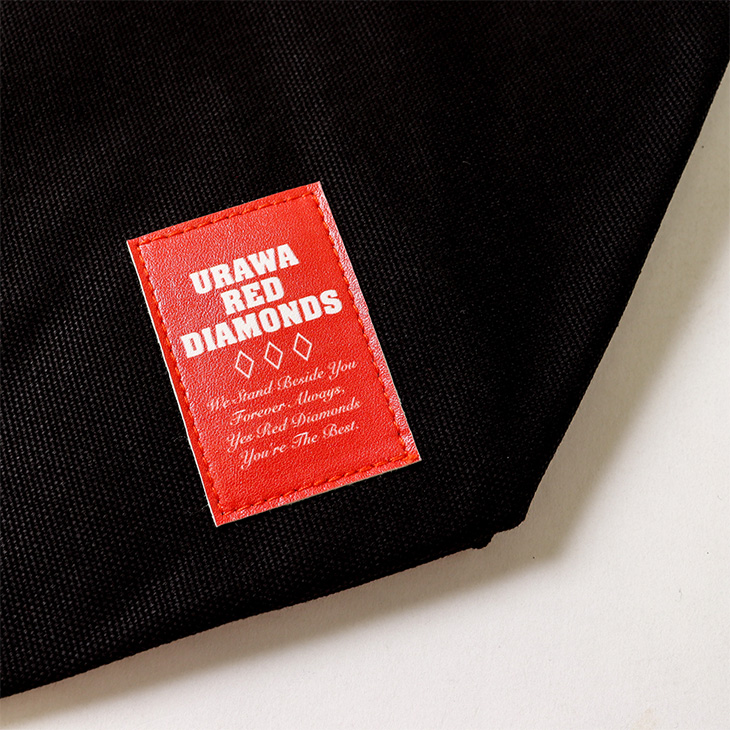 URAWA
RED
DIAMONDS
We Stand Beside You
Forever Always,
Yes Red Diamonds
You're The Best.